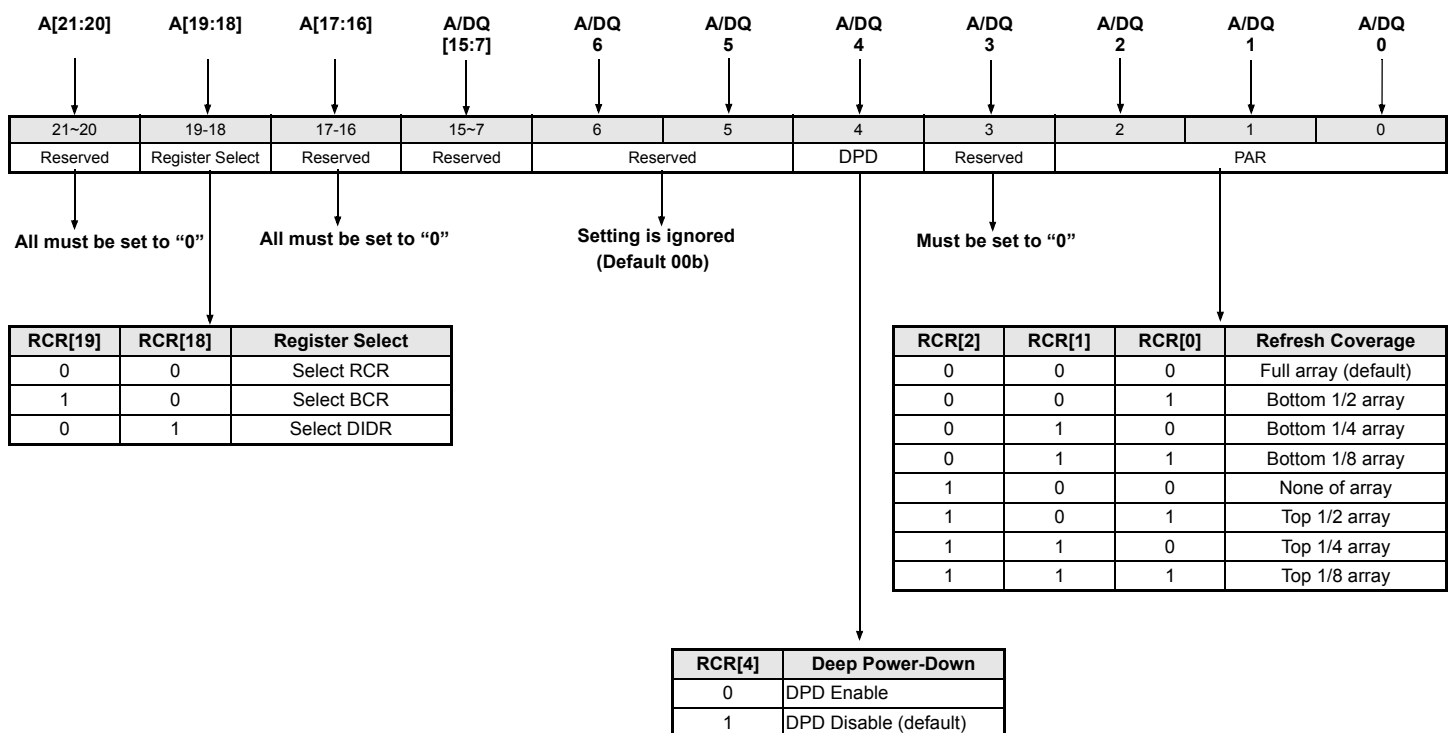 A[21:20] A[19:18] A[17:16] A/DQ A/DQ A/DQ A/DQ A/DQ A/DQ A/DQ A/DQ
[15:7] 6 5 4 3 2 1 0
21~20 19-18 17-16 15~7 6 5 4 3 2 1 0
Reserved Register Select Reserved Reserved Reserved DPD Reserved PAR
All must be set to “0” All must be set to “0” Setting is ignored Must be set to “0”
(Default 00b)
RCR[19] RCR[18] Register Select
0 0 Select RCR
1 0 Select BCR
0 1 Select DIDR
RCR[2] RCR[1] RCR[0] Refresh Coverage
0 0 0 Full array (default)
0 0 1 Bottom 1/2 array
0 1 0 Bottom 1/4 array
0 1 1 Bottom 1/8 array
1 0 0 None of array
1 0 1 Top 1/2 array
1 1 0 Top 1/4 array
1 1 1 Top 1/8 array
RCR[4] Deep Power-Down
0 DPD Enable
1 DPD Disable (default)